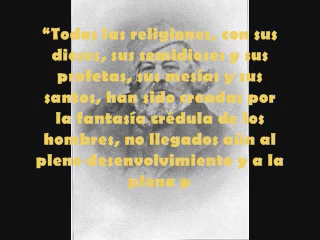 “Todas las religiones, con sus
dioses, sus semidioses y sus
profetas, sus mesías y sus
santos, han sido creadas por
la fantasía crédula de los
hombres, no llegados aún al
pleno desenvolvimiento y a la
plena p